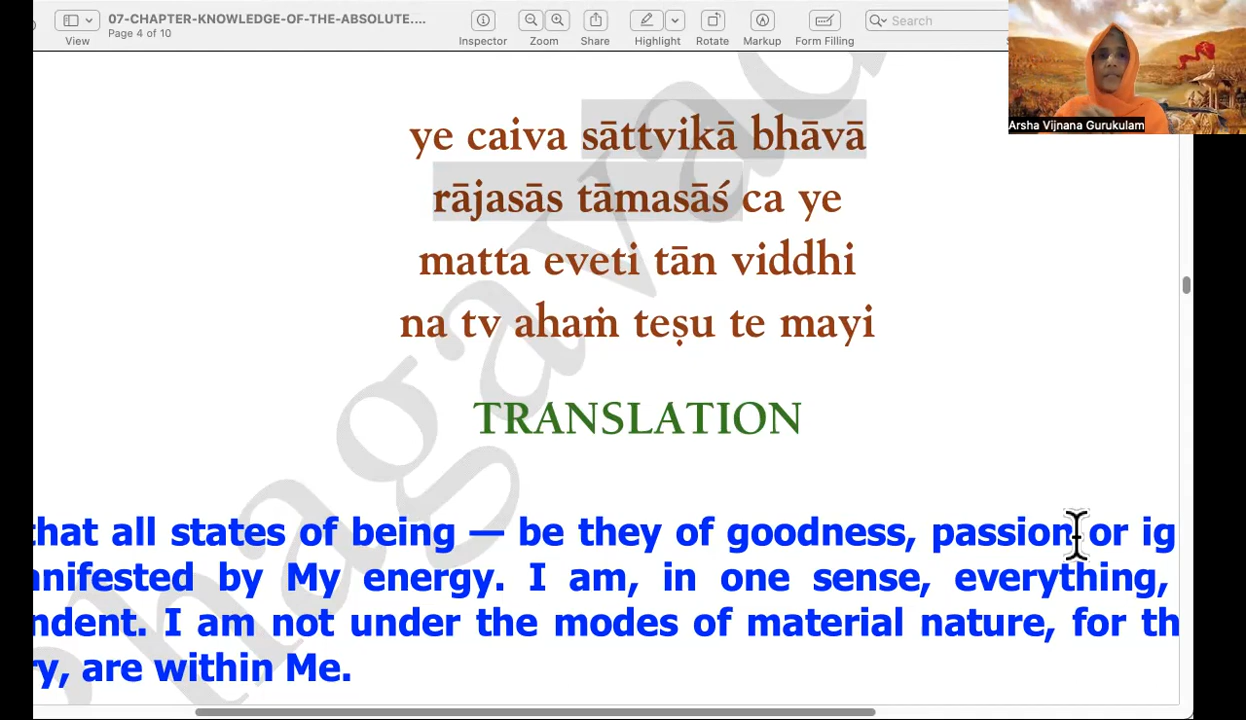 07-CHAPTER-KNOWLEDGE-OF-THE-ABSOLUTE....
Page 4 of 10
View
Inspector
Zoom
Share
Highlight
Rotate
Markup
Form Filling
Search
Arsha Vijnana Gurukulam
ye caiva sāttvikā bhāvā
rājasās tāmasāś ca ye
matta eveti tān viddhi
na tv ahaṁ teṣu te mayi
TRANSLATION
that all states of being — be they of goodness, passion or ig
anifested by My energy. I am, in one sense, everything,
ndent. I am not under the modes of material nature, for th
ry, are within Me.